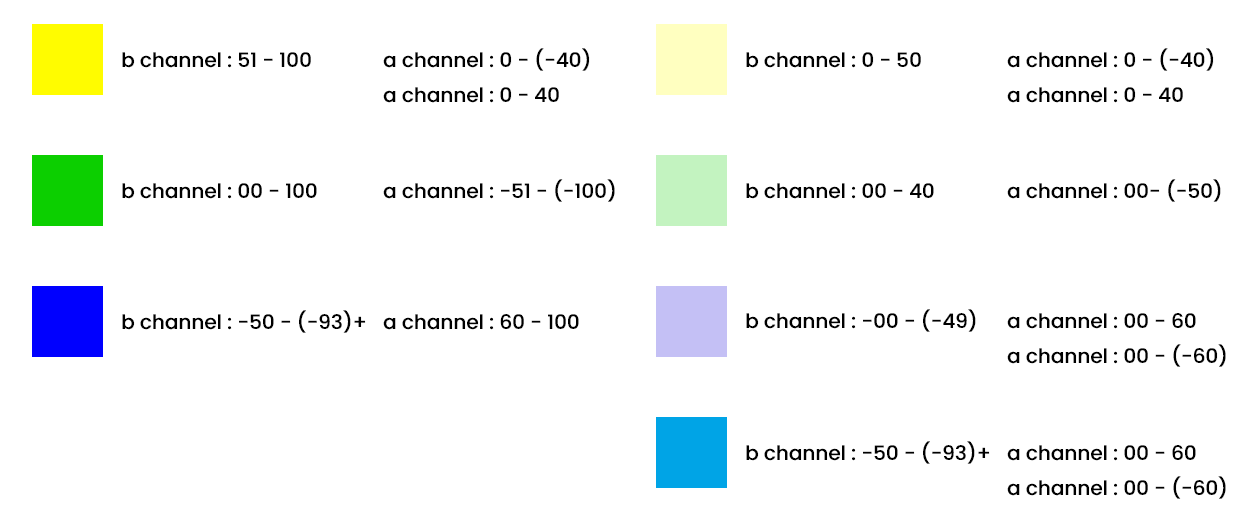 b channel : 51 - 100 a channel : 0 - (-40)
a channel : 0 - 40
b channel : 0 - 50 a channel : 0 - (-40)
a channel : 0 - 40
b channel : 00 - 100 a channel : -51 - (-100)
b channel : 00 - 40 a channel : 00- (-50)
b channel : -50 - (-93)+ a channel : 60 - 100
b channel : -00 - (-49) a channel : 00 - 60
a channel : 00 - (-60)
b channel : -50 - (-93)+ a channel : 00 - 60
a channel : 00 - (-60)